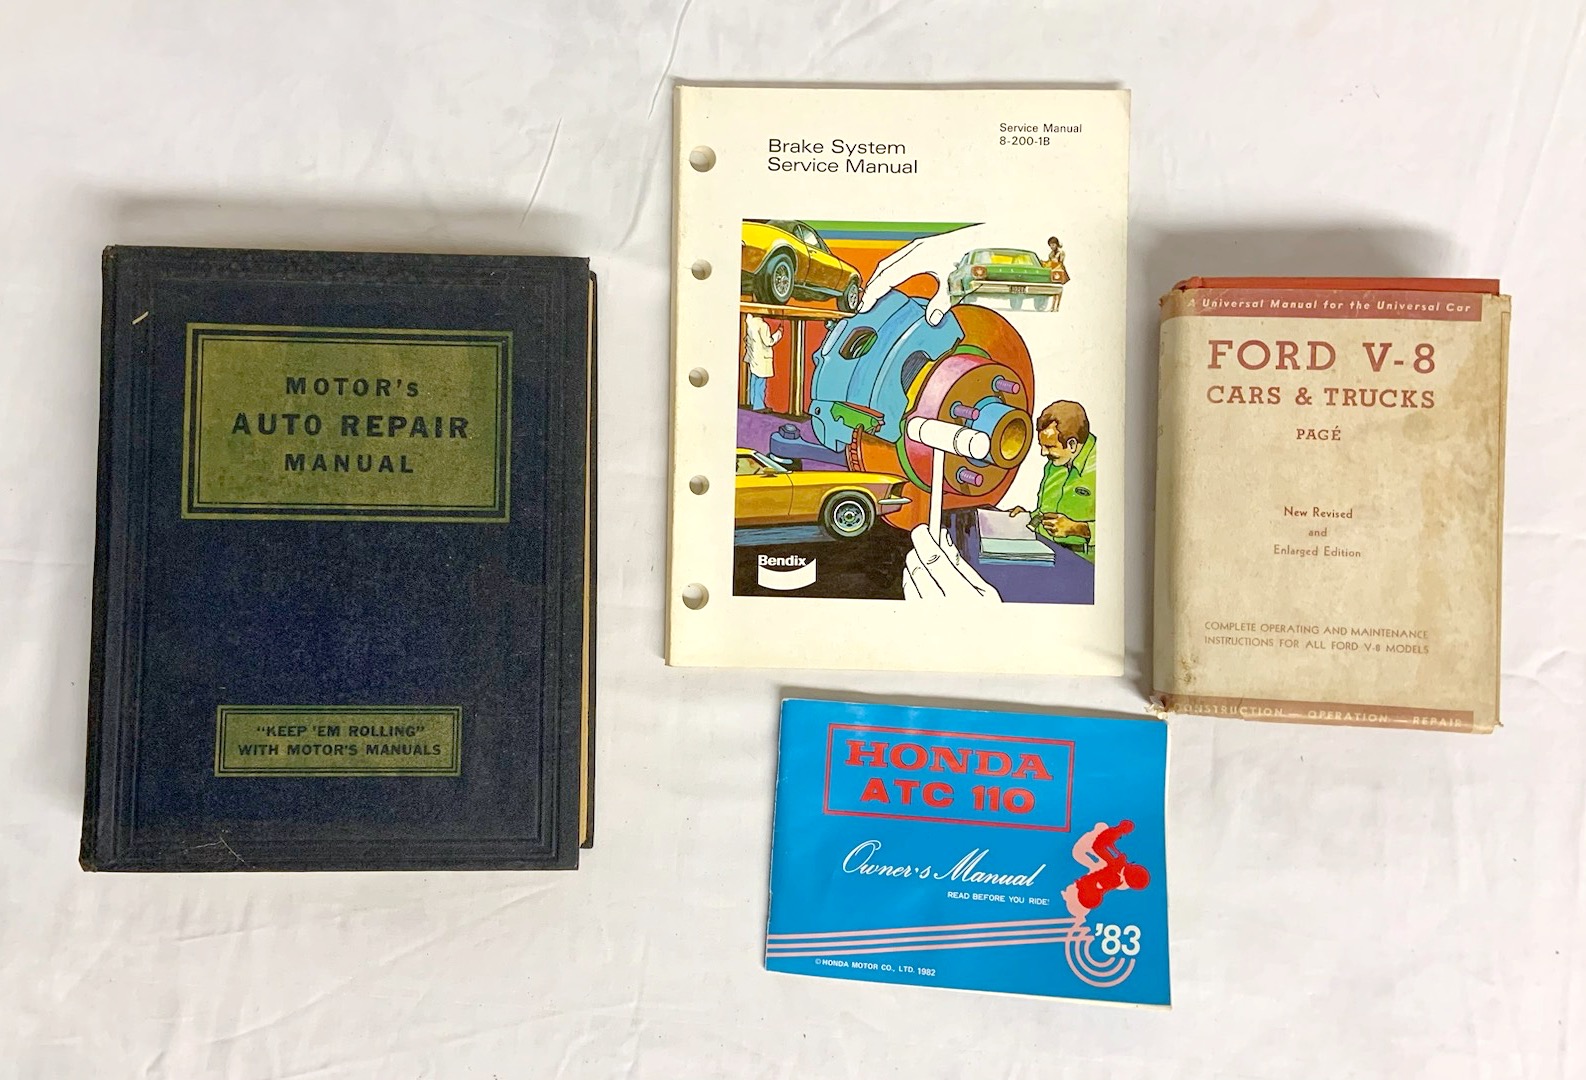 MOTOR's
AUTO REPAIR
MANUAL
"KEEP 'EM ROLLING"
WITH MOTOR'S MANUALS
Brake System
Service Manual
Service Manual
8-200-1B
Bendix
A Universal Manual for the Universal Car
FORD V-8
CARS & TRUCKS
PAGÉ
New Revised
and
Enlarged Edition
COMPLETE OPERATING AND MAINTENANCE
INSTRUCTIONS FOR ALL FORD V-8 MODELS
CONSTRUCTION OPERATION REPAIR
HONDA
ATC 110
Owner's Manual
READ BEFORE YOU RIDE!
'83
© HONDA MOTOR CO., LTD. 1982